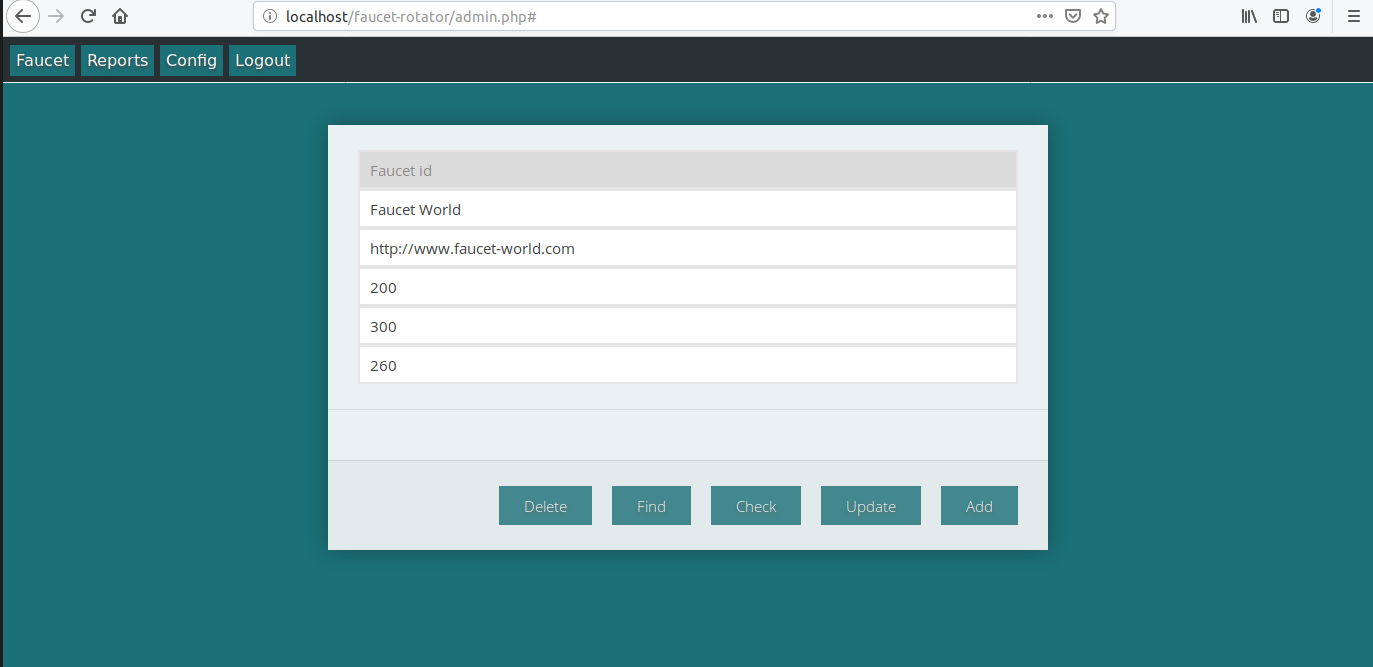 localhost/faucet-rotator/admin.php#
Faucet Reports Config Logout
Faucet id
Faucet World
http://www.faucet-world.com
200
300
260
Delete Find Check Update Add